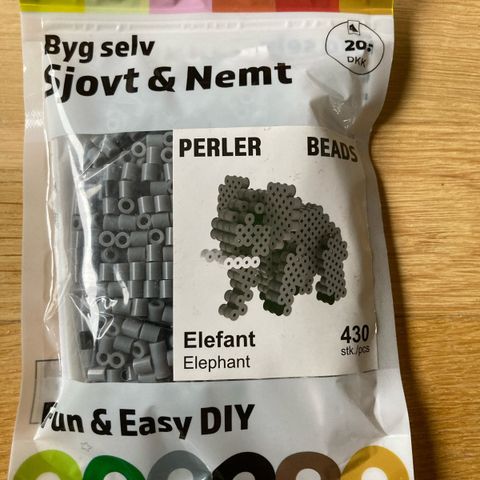 Byg selv
Sjovt & Nemt
20:
DKK
PERLER BEADS
Elefant
Elephant
430
stk./pcs
Fun & Easy DIY